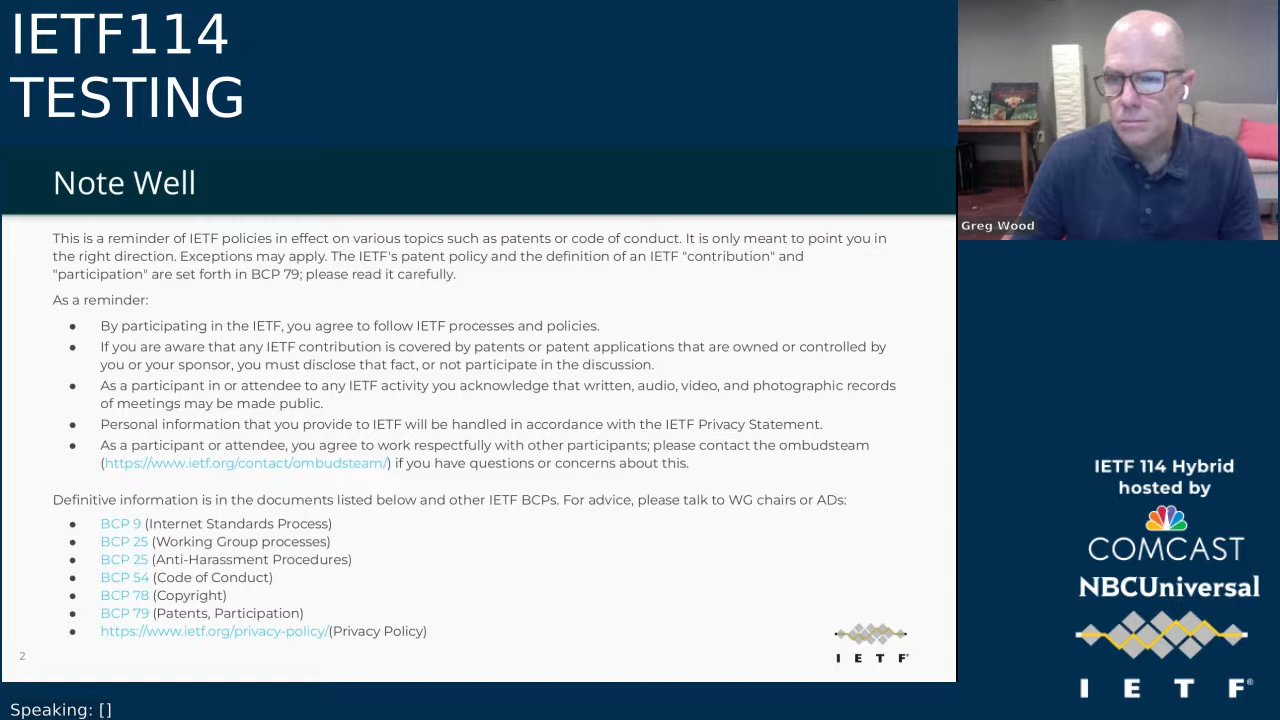 IETF114
TESTING
Note Well
This is a reminder of IETF policies in effect on various topics such as patents or code of conduct. It is only meant to point you in
the right direction. Exceptions may apply. The IETF's patent policy and the definition of an IETF "contribution" and
"participation" are set forth in BCP 79; please read it carefully.
As a reminder:
● By participating in the IETF, you agree to follow IETF processes and policies.
● If you are aware that any IETF contribution is covered by patents or patent applications that are owned or controlled by
you or your sponsor, you must disclose that fact, or not participate in the discussion.
● As a participant in or attendee to any IETF activity you acknowledge that written, audio, video, and photographic records
of meetings may be made public.
● Personal information that you provide to IETF will be handled in accordance with the IETF Privacy Statement.
● As a participant or attendee, you agree to work respectfully with other participants; please contact the ombudsteam
(https://www.ietf.org/contact/ombudsteam/) if you have questions or concerns about this.
Definitive information is in the documents listed below and other IETF BCPs. For advice, please talk to WG chairs or ADs:
● BCP 9 (Internet Standards Process)
● BCP 25 (Working Group processes)
● BCP 25 (Anti-Harassment Procedures)
● BCP 54 (Code of Conduct)
● BCP 78 (Copyright)
● BCP 79 (Patents, Participation)
● https://www.ietf.org/privacy-policy/(Privacy Policy)
2
I E T F®
Greg Wood
IETF 114 Hybrid
hosted by
COMCAST
NBCUniversal
I E T F®
Speaking: []